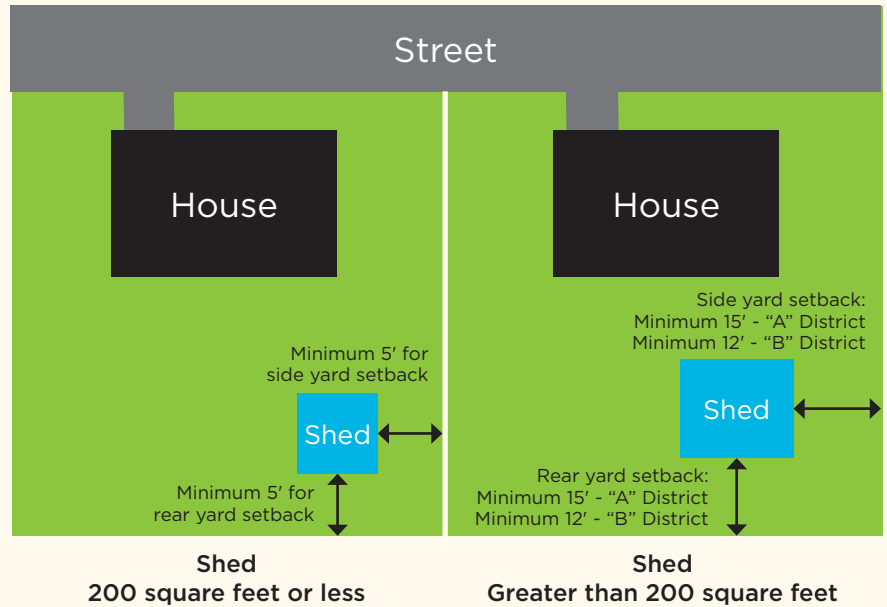 Street
House
Minimum 5' for
side yard setback
Shed
Minimum 5' for
rear yard setback
Shed
200 square feet or less
House
Side yard setback:
Minimum 15' - “A” District
Minimum 12' - “B” District
Shed
Rear yard setback:
Minimum 15' - “A” District
Minimum 12' - “B” District
Shed
Greater than 200 square feet